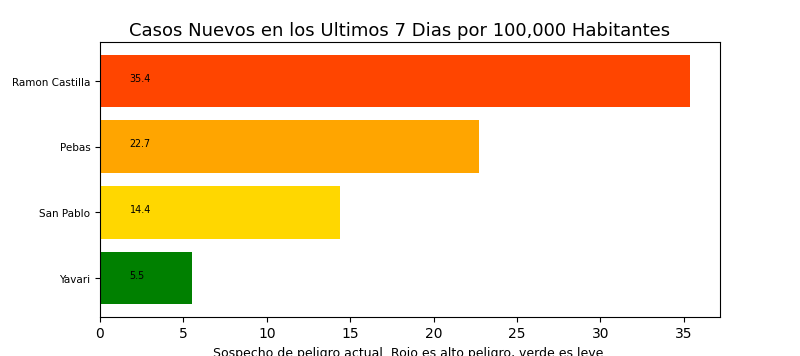 Casos Nuevos en los Ultimos 7 Dias por 100,000 Habitantes
Ramon Castilla 35.4
Pebas 22.7
San Pablo 14.4
Yavari 5.5
0 5 10 15 20 25 30 35
Sospecho de peligro actual. Rojo es alto peligro, verde es leve